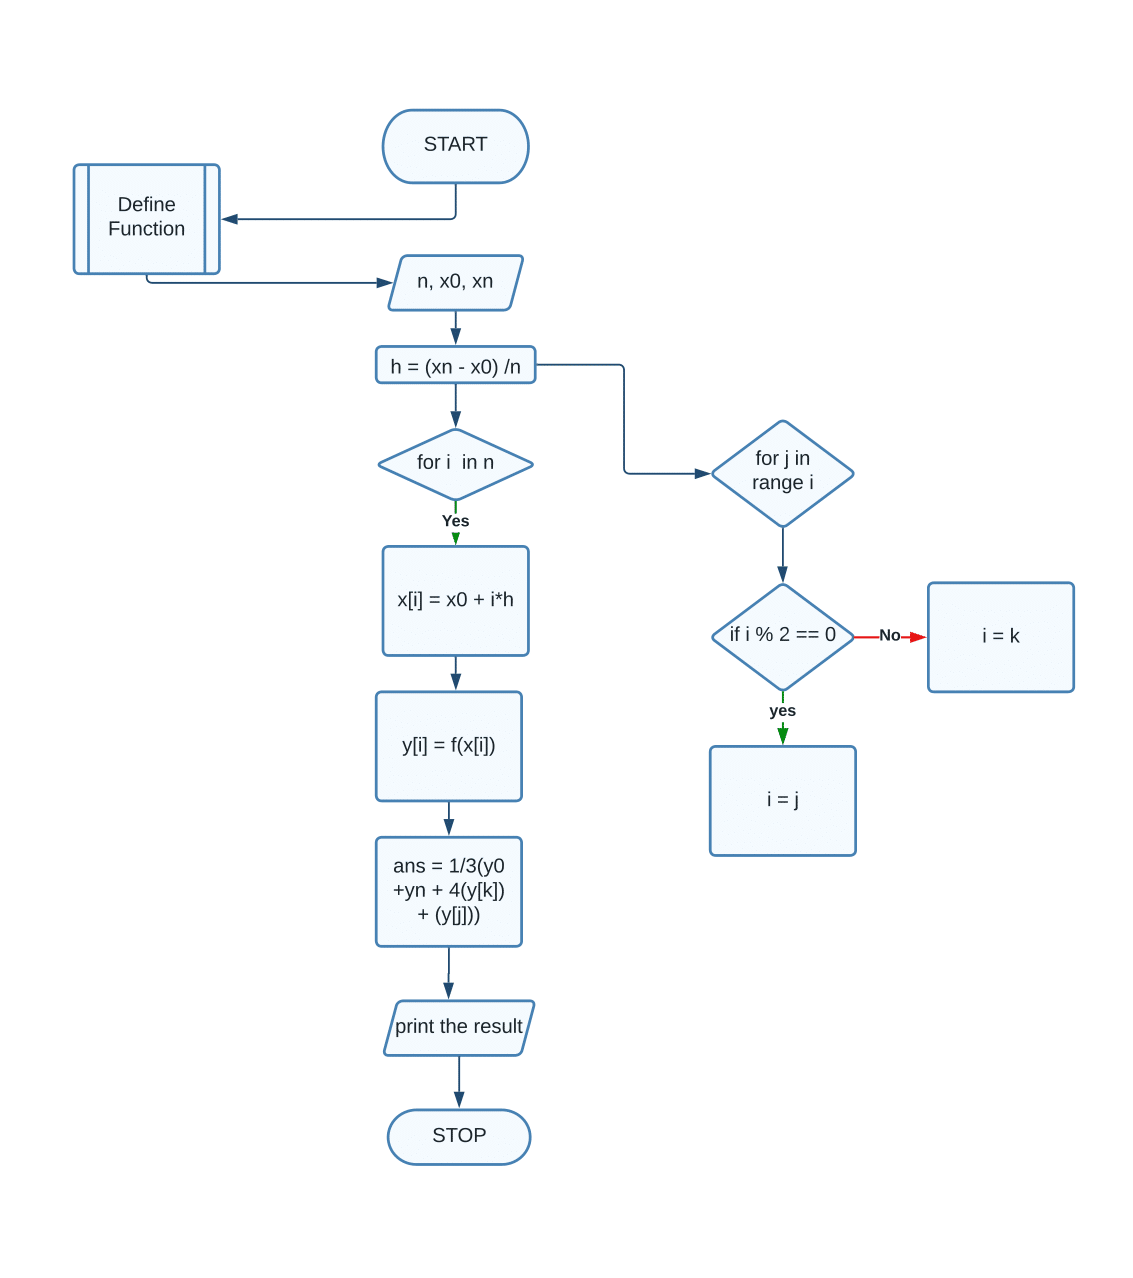 START
Define
Function
n, x0, xn
h = (xn - x0) /n
for i  in n
Yes
x[i] = x0 + i*h
y[i] = f(x[i])
ans = 1/3(y0
+yn + 4(y[k])
+ (y[j]))
print the result
STOP
for j in
range i
if i % 2 == 0
No
i = k
yes
i = j